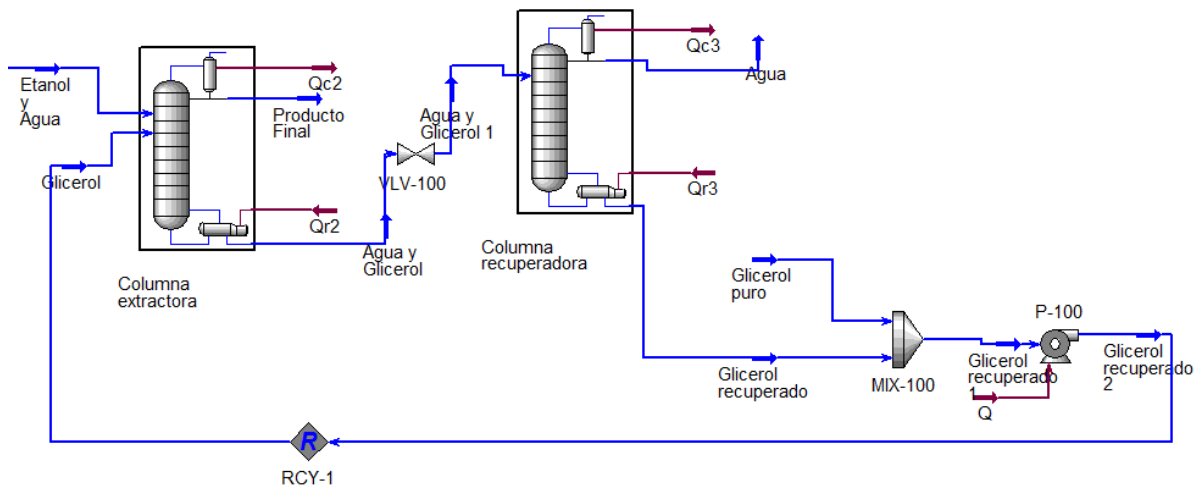 Etanol
y
Agua
Glicerol
Qc2
Producto
Final
Qr2
Columna
extractora
VLV-100
Agua y
Glicerol
Agua y
Glicerol 1
Qc3
Agua
Qr3
Columna
recuperadora
Glicerol
puro
Glicerol
recuperado
MIX-100
Glicerol
recuperado
1
Q
P-100
Glicerol
recuperado
2
R
RCY-1